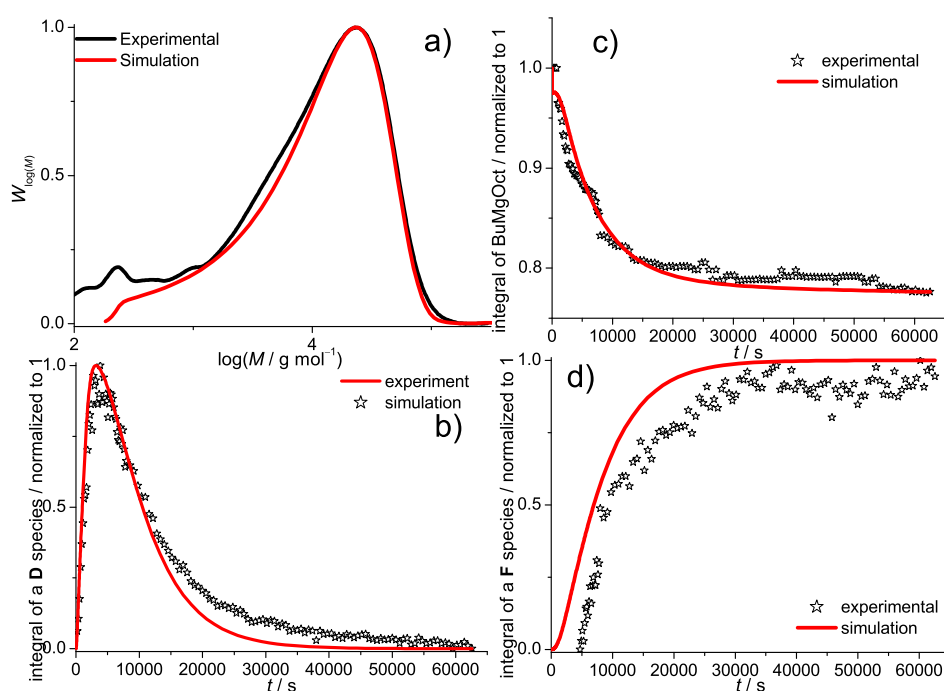 1.0
0.5
0.0
2
4
W log(M)
log(M / g mol⁻¹)
Experimental
Simulation
a)
1.0
0.9
0.8
0
10000
20000
30000
40000
50000
60000
integral of BuMgOct / normalized to 1
t / s
experimental
simulation
c)
1.0
0.5
0.0
0
10000
20000
30000
40000
50000
60000
integral of a D species / normalized to 1
t / s
experiment
simulation
b)
1.0
0.5
0.0
0
10000
20000
30000
40000
50000
60000
integral of a F species / normalized to 1
t / s
experimental
simulation
d)